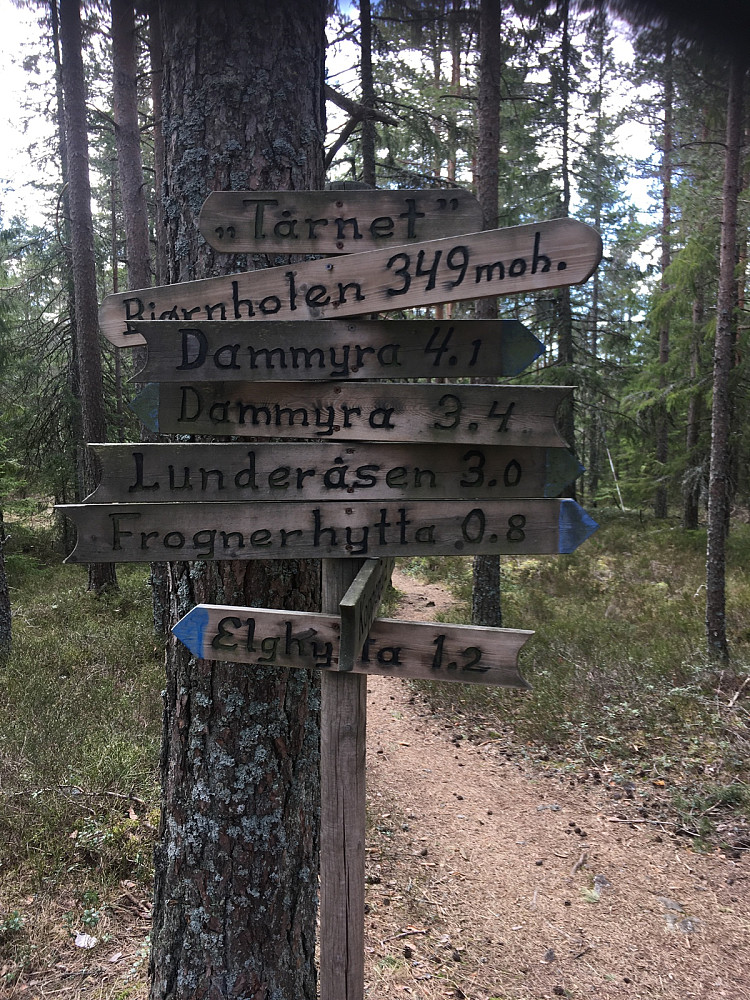 „Tårnet”
Bjørnholen 349 moh.
Dammyra 4.1
Dammyra 3.4
Lunderåsen 3.0
Frognerhytta 0.8
Elghytta 1.2